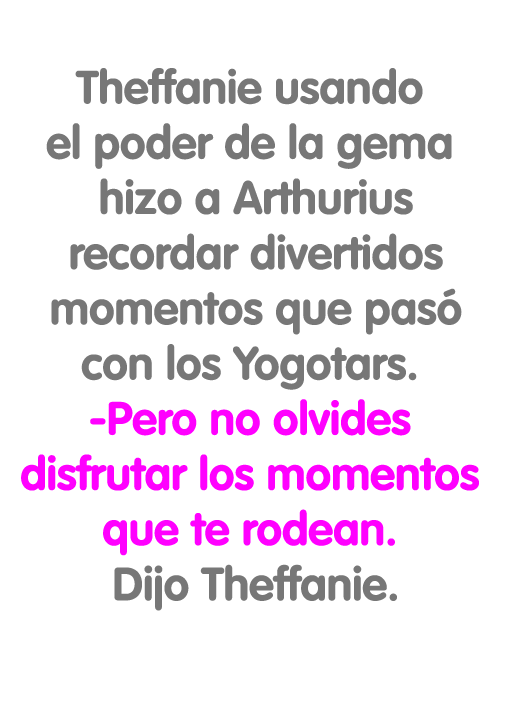 Theffanie usando
el poder de la gema
hizo a Arthurius
recordar divertidos
momentos que pasó
con los Yogotars.
-Pero no olvides
disfrutar los momentos
que te rodean.
Dijo Theffanie.